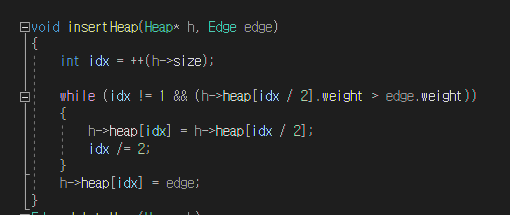 void insertHeap(Heap* h, Edge edge)
{
int idx = ++(h->size);
while (idx != 1 && (h->heap[idx / 2].weight > edge.weight))
{
h->heap[idx] = h->heap[idx / 2];
idx /= 2;
}
h->heap[idx] = edge;
}